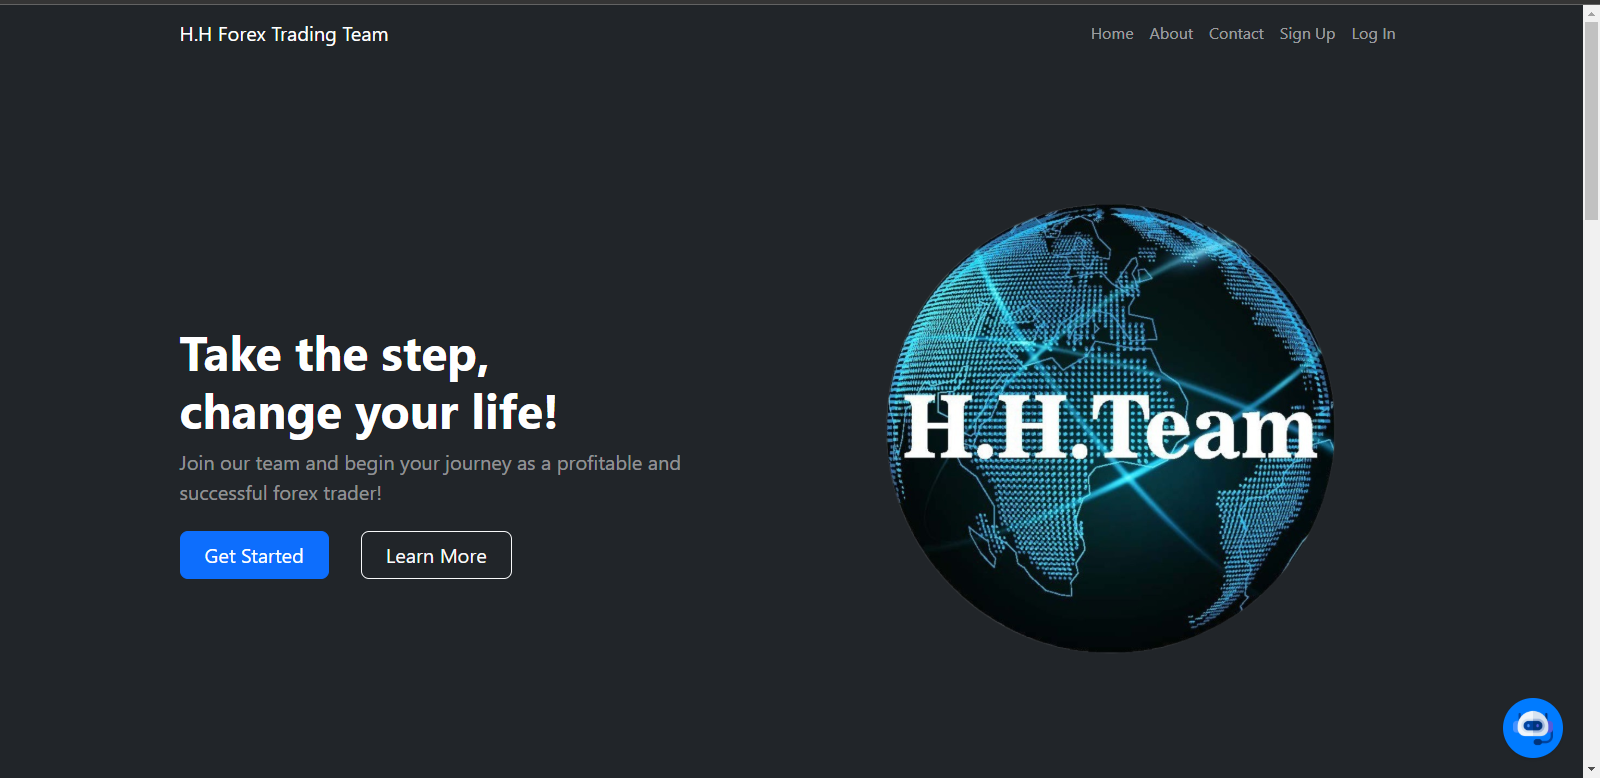 H.H Forex Trading Team
Home About Contact Sign Up Log In
Take the step,
change your life!
Join our team and begin your journey as a profitable and
successful forex trader!
Get Started Learn More
H.H.Team